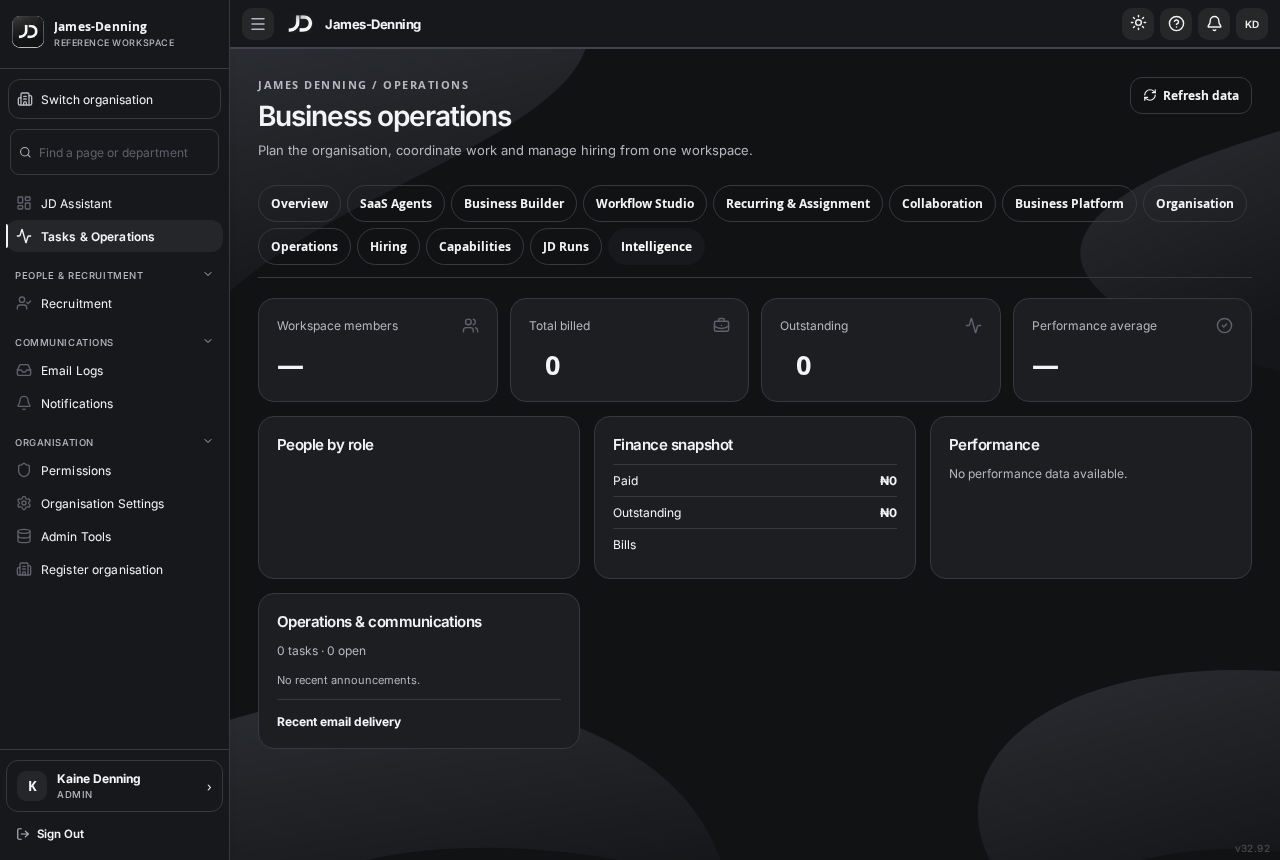 James-Denning
REFERENCE WORKSPACE
Switch organisation
Find a page or department
JD Assistant
Tasks & Operations
PEOPLE & RECRUITMENT
Recruitment
COMMUNICATIONS
Email Logs
Notifications
ORGANISATION
Permissions
Organisation Settings
Admin Tools
Register organisation
K
Kaine Denning
ADMIN
Sign Out
James-Denning
KD
JAMES DENNING / OPERATIONS
Business operations
Plan the organisation, coordinate work and manage hiring from one workspace.
Refresh data
Overview SaaS Agents Business Builder Workflow Studio Recurring & Assignment Collaboration Business Platform Organisation
Operations Hiring Capabilities JD Runs Intelligence
Workspace members
—
Total billed
0
Outstanding
0
Performance average
—
People by role
Finance snapshot
Paid ₦0
Outstanding ₦0
Bills
Performance
No performance data available.
Operations & communications
0 tasks · 0 open
No recent announcements.
Recent email delivery
v32.92